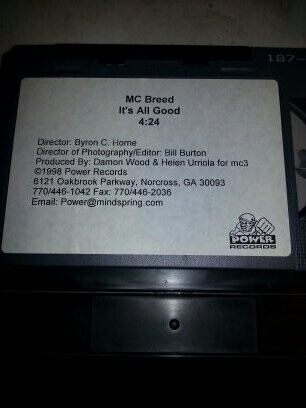 187-
MC Breed
It's All Good
4:24
Director: Byron C. Horne
Director of Photography/Editor: Bill Burton
Produced By: Damon Wood & Helen Urriola for mc3
©1998 Power Records
6121 Oakbrook Parkway, Norcross, GA 30093
770/446-1042 Fax: 770/446-2036
Email: Power@mindspring.com
POWER
RECORDS